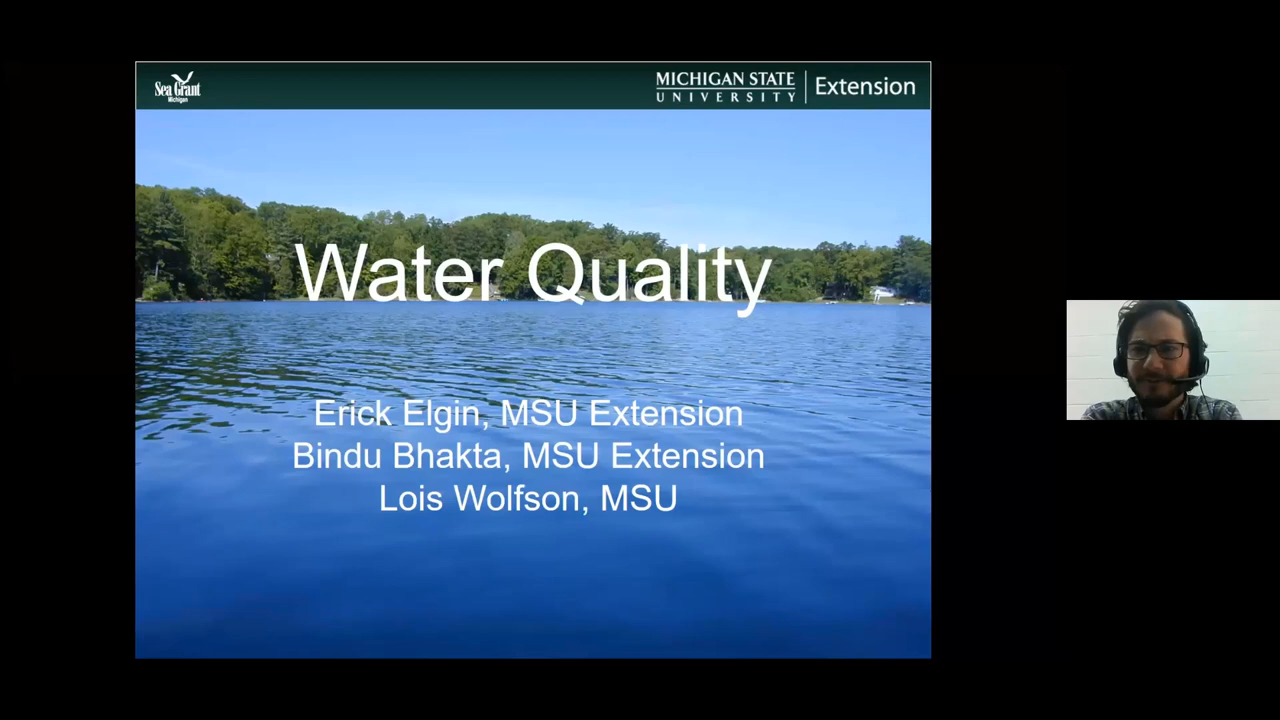 Sea Grant
Michigan
MICHIGAN STATE
UNIVERSITY
Extension
Water Quality
Erick Elgin, MSU Extension
Bindu Bhakta, MSU Extension
Lois Wolfson, MSU